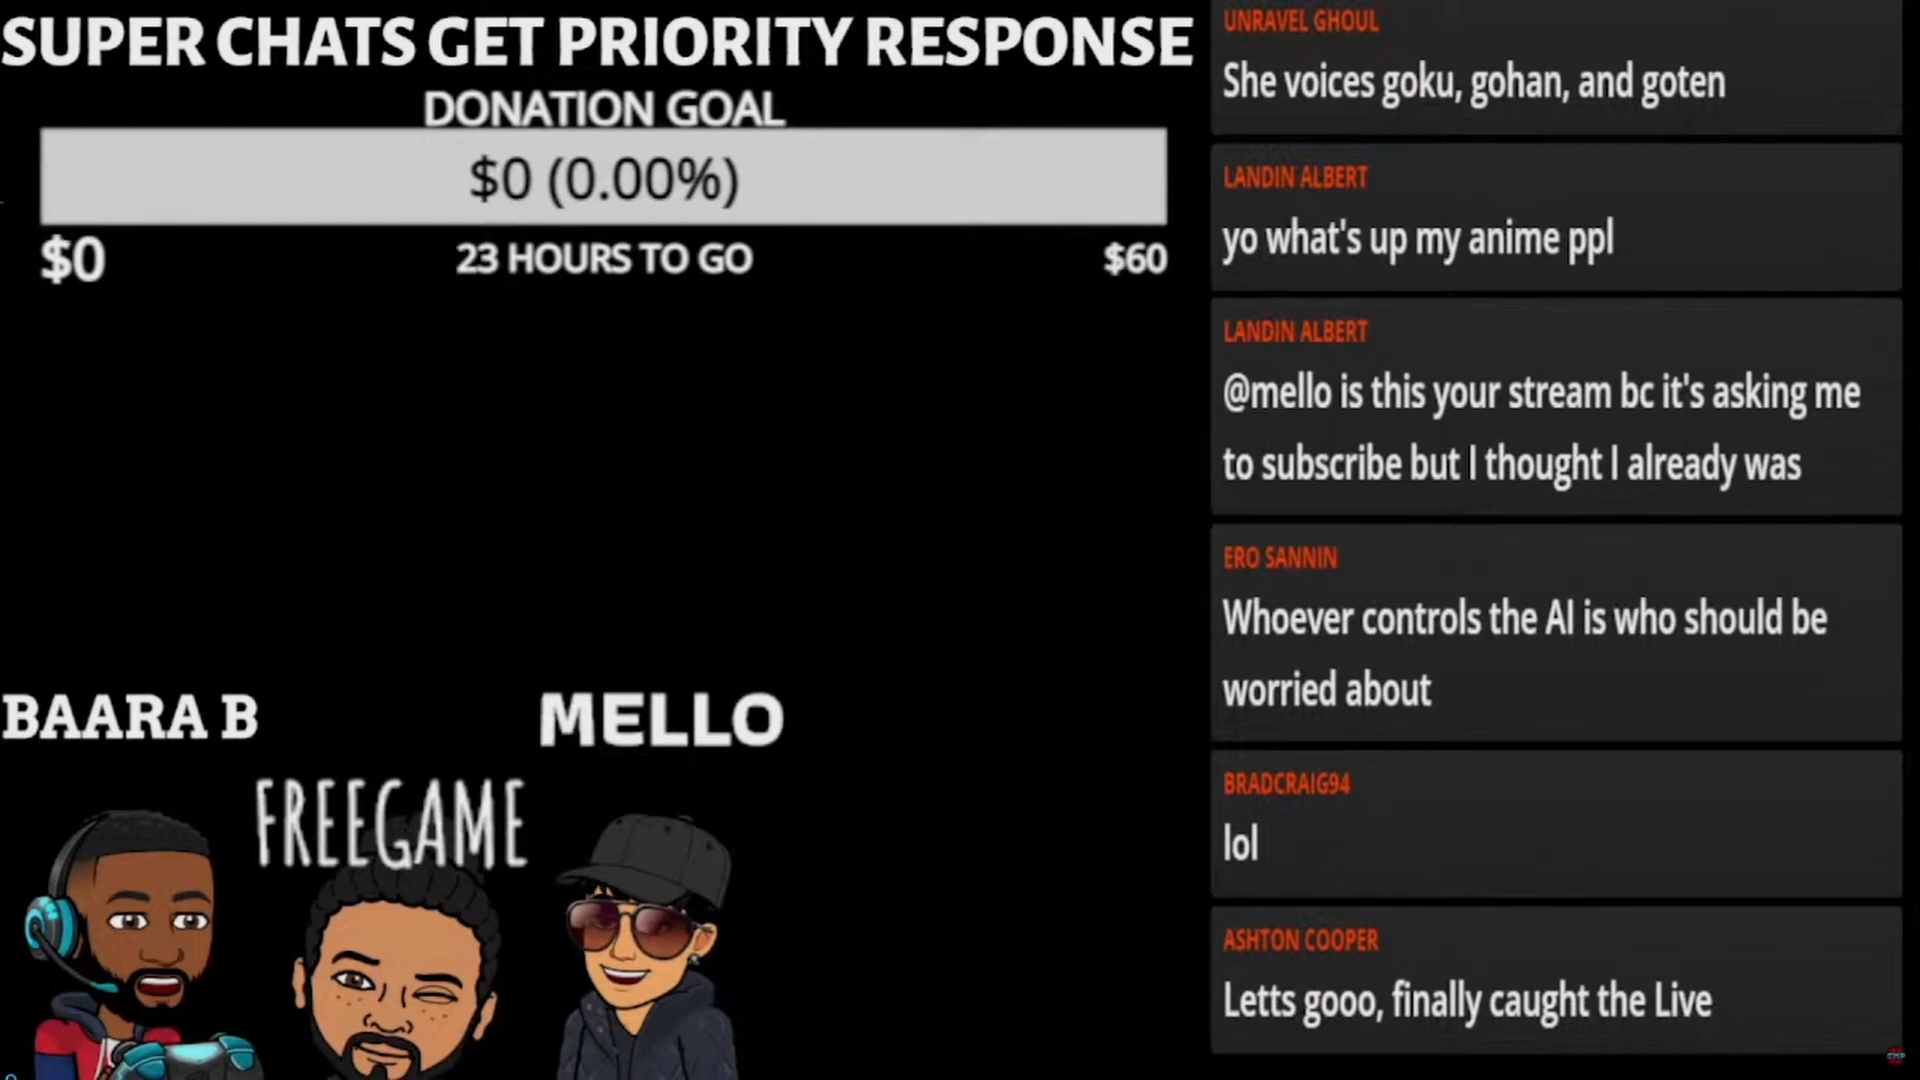 SUPER CHATS GET PRIORITY RESPONSE
DONATION GOAL
$0 (0.00%)
$0 23 HOURS TO GO $60
BAARA B
FREEGAME
MELLO
UNRAVEL GHOUL
She voices goku, gohan, and goten
LANDIN ALBERT
yo what's up my anime ppl
LANDIN ALBERT
@mello is this your stream bc it's asking me
to subscribe but I thought I already was
ERO SANNIN
Whoever controls the AI is who should be
worried about
BRADCRAIG94
lol
ASHTON COOPER
Letts gooo, finally caught the Live
CMP